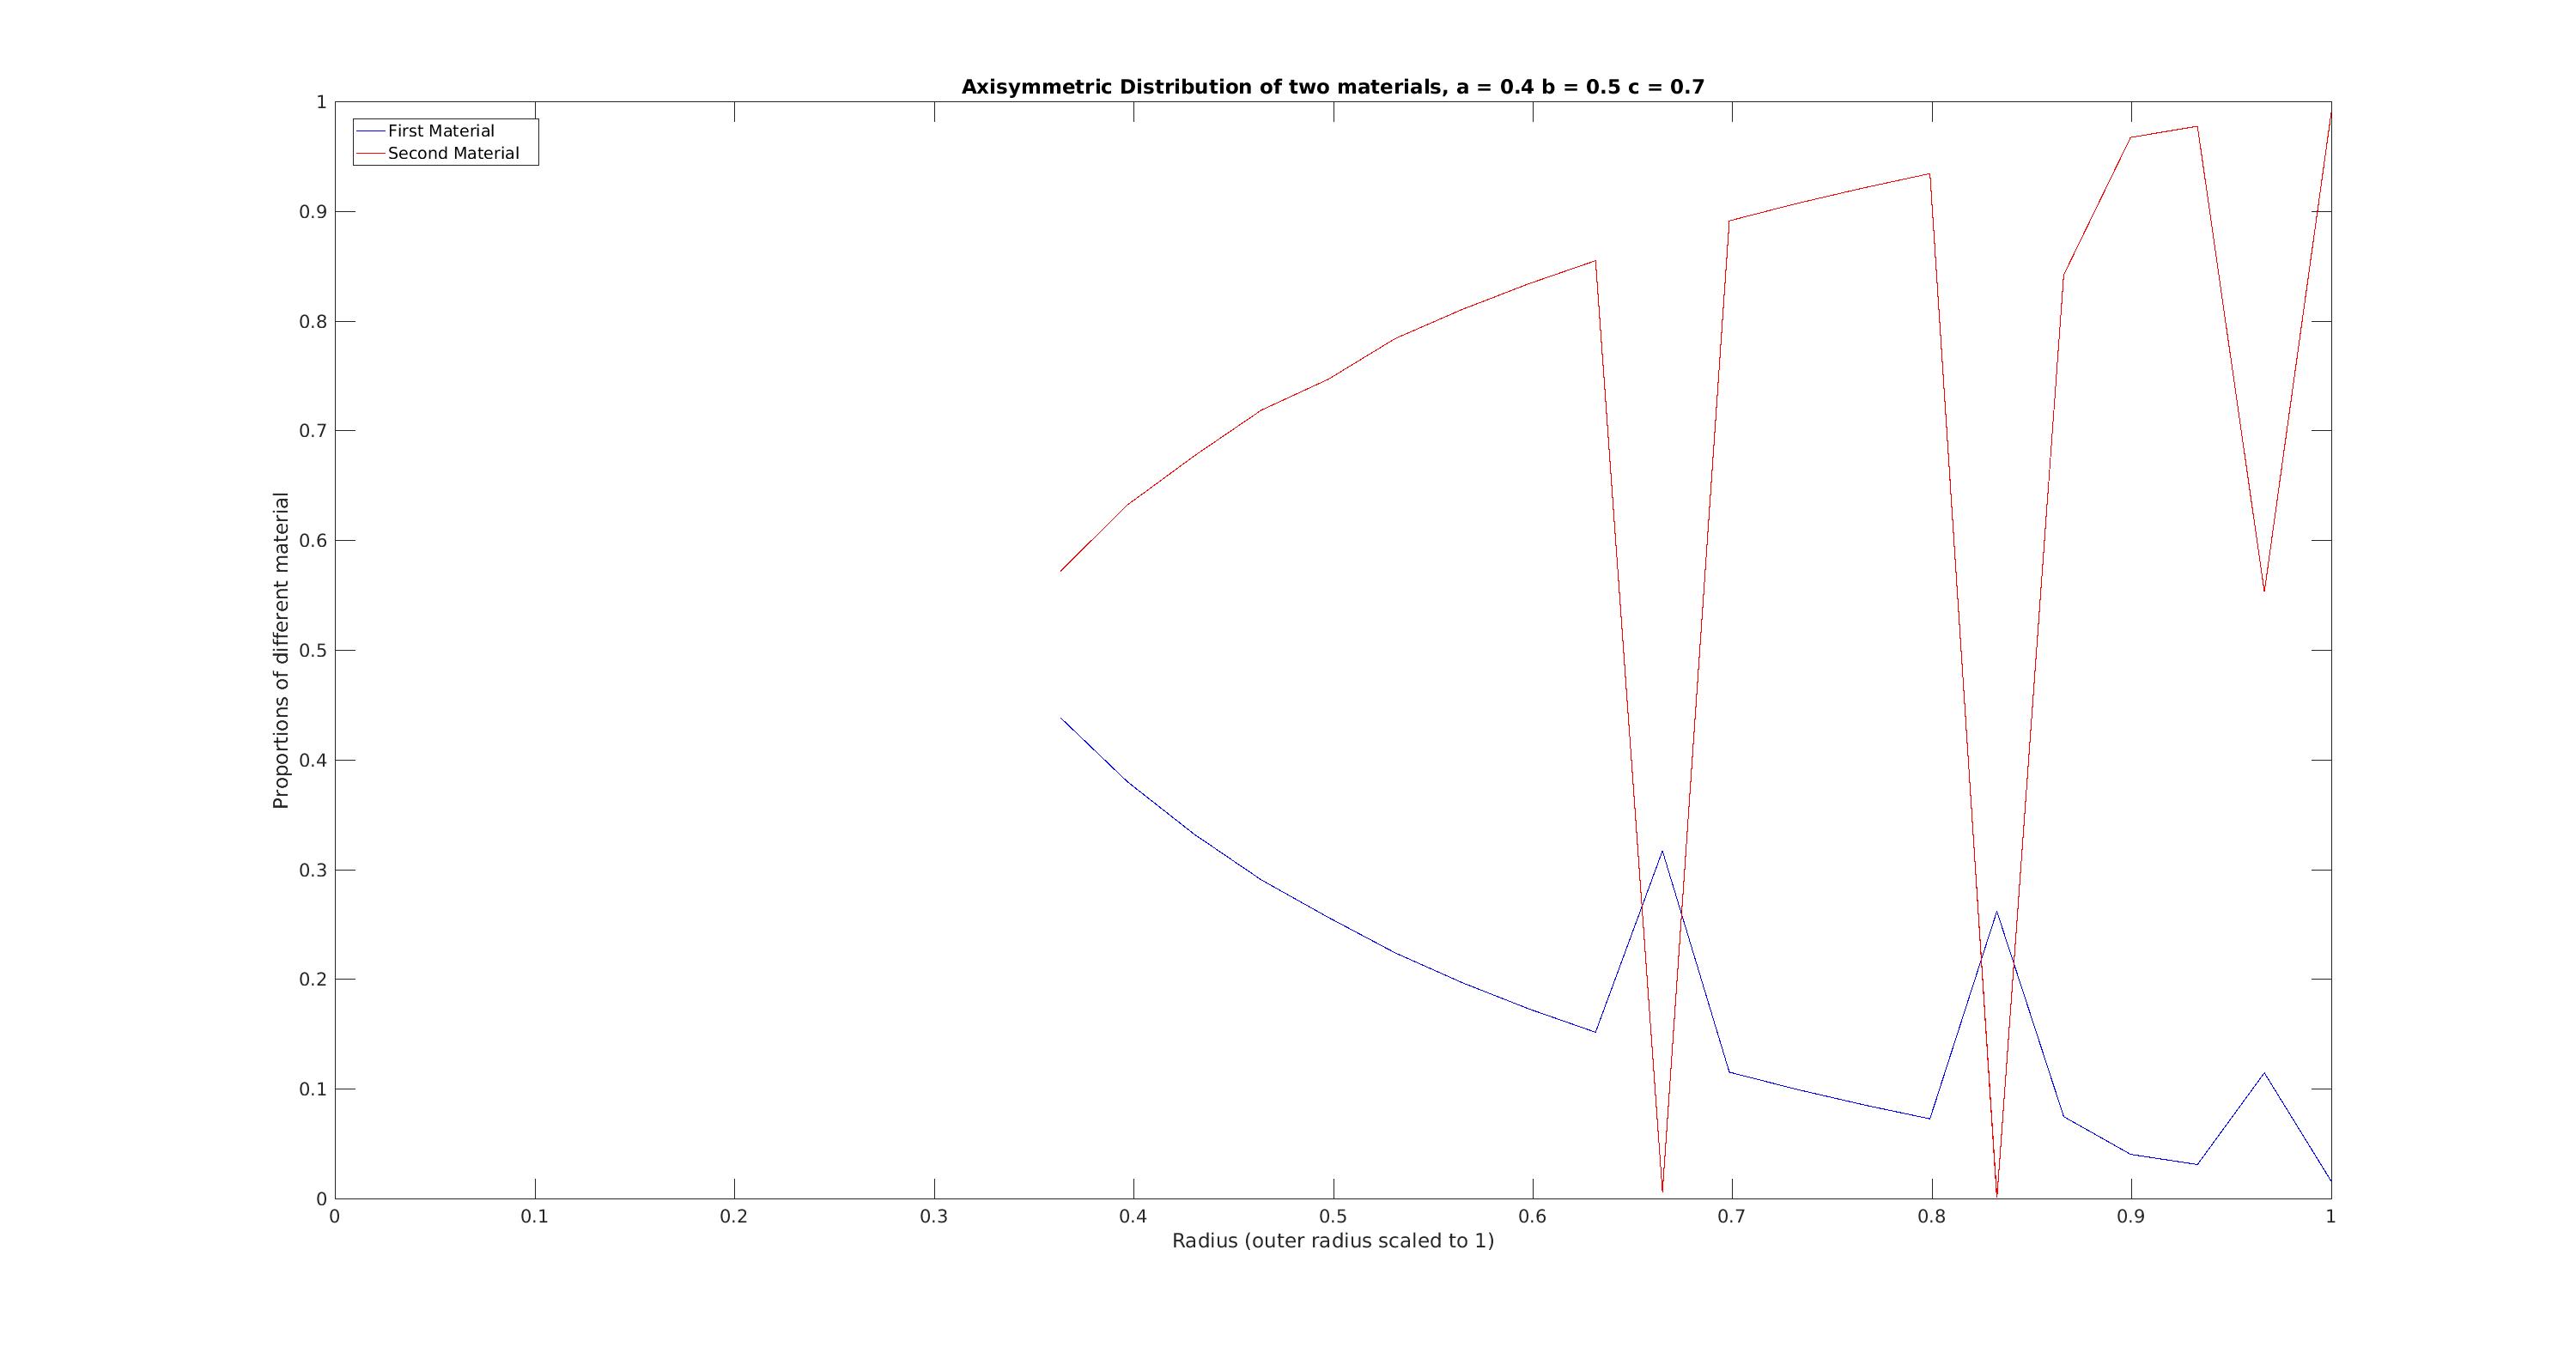 Axisymmetric Distribution of two materials, a = 0.4 b = 0.5 c = 0.7
First Material
Second Material
Proportions of different material
1
0.9
0.8
0.7
0.6
0.5
0.4
0.3
0.2
0.1
0
0 0.1 0.2 0.3 0.4 0.5 0.6 0.7 0.8 0.9 1
Radius (outer radius scaled to 1)